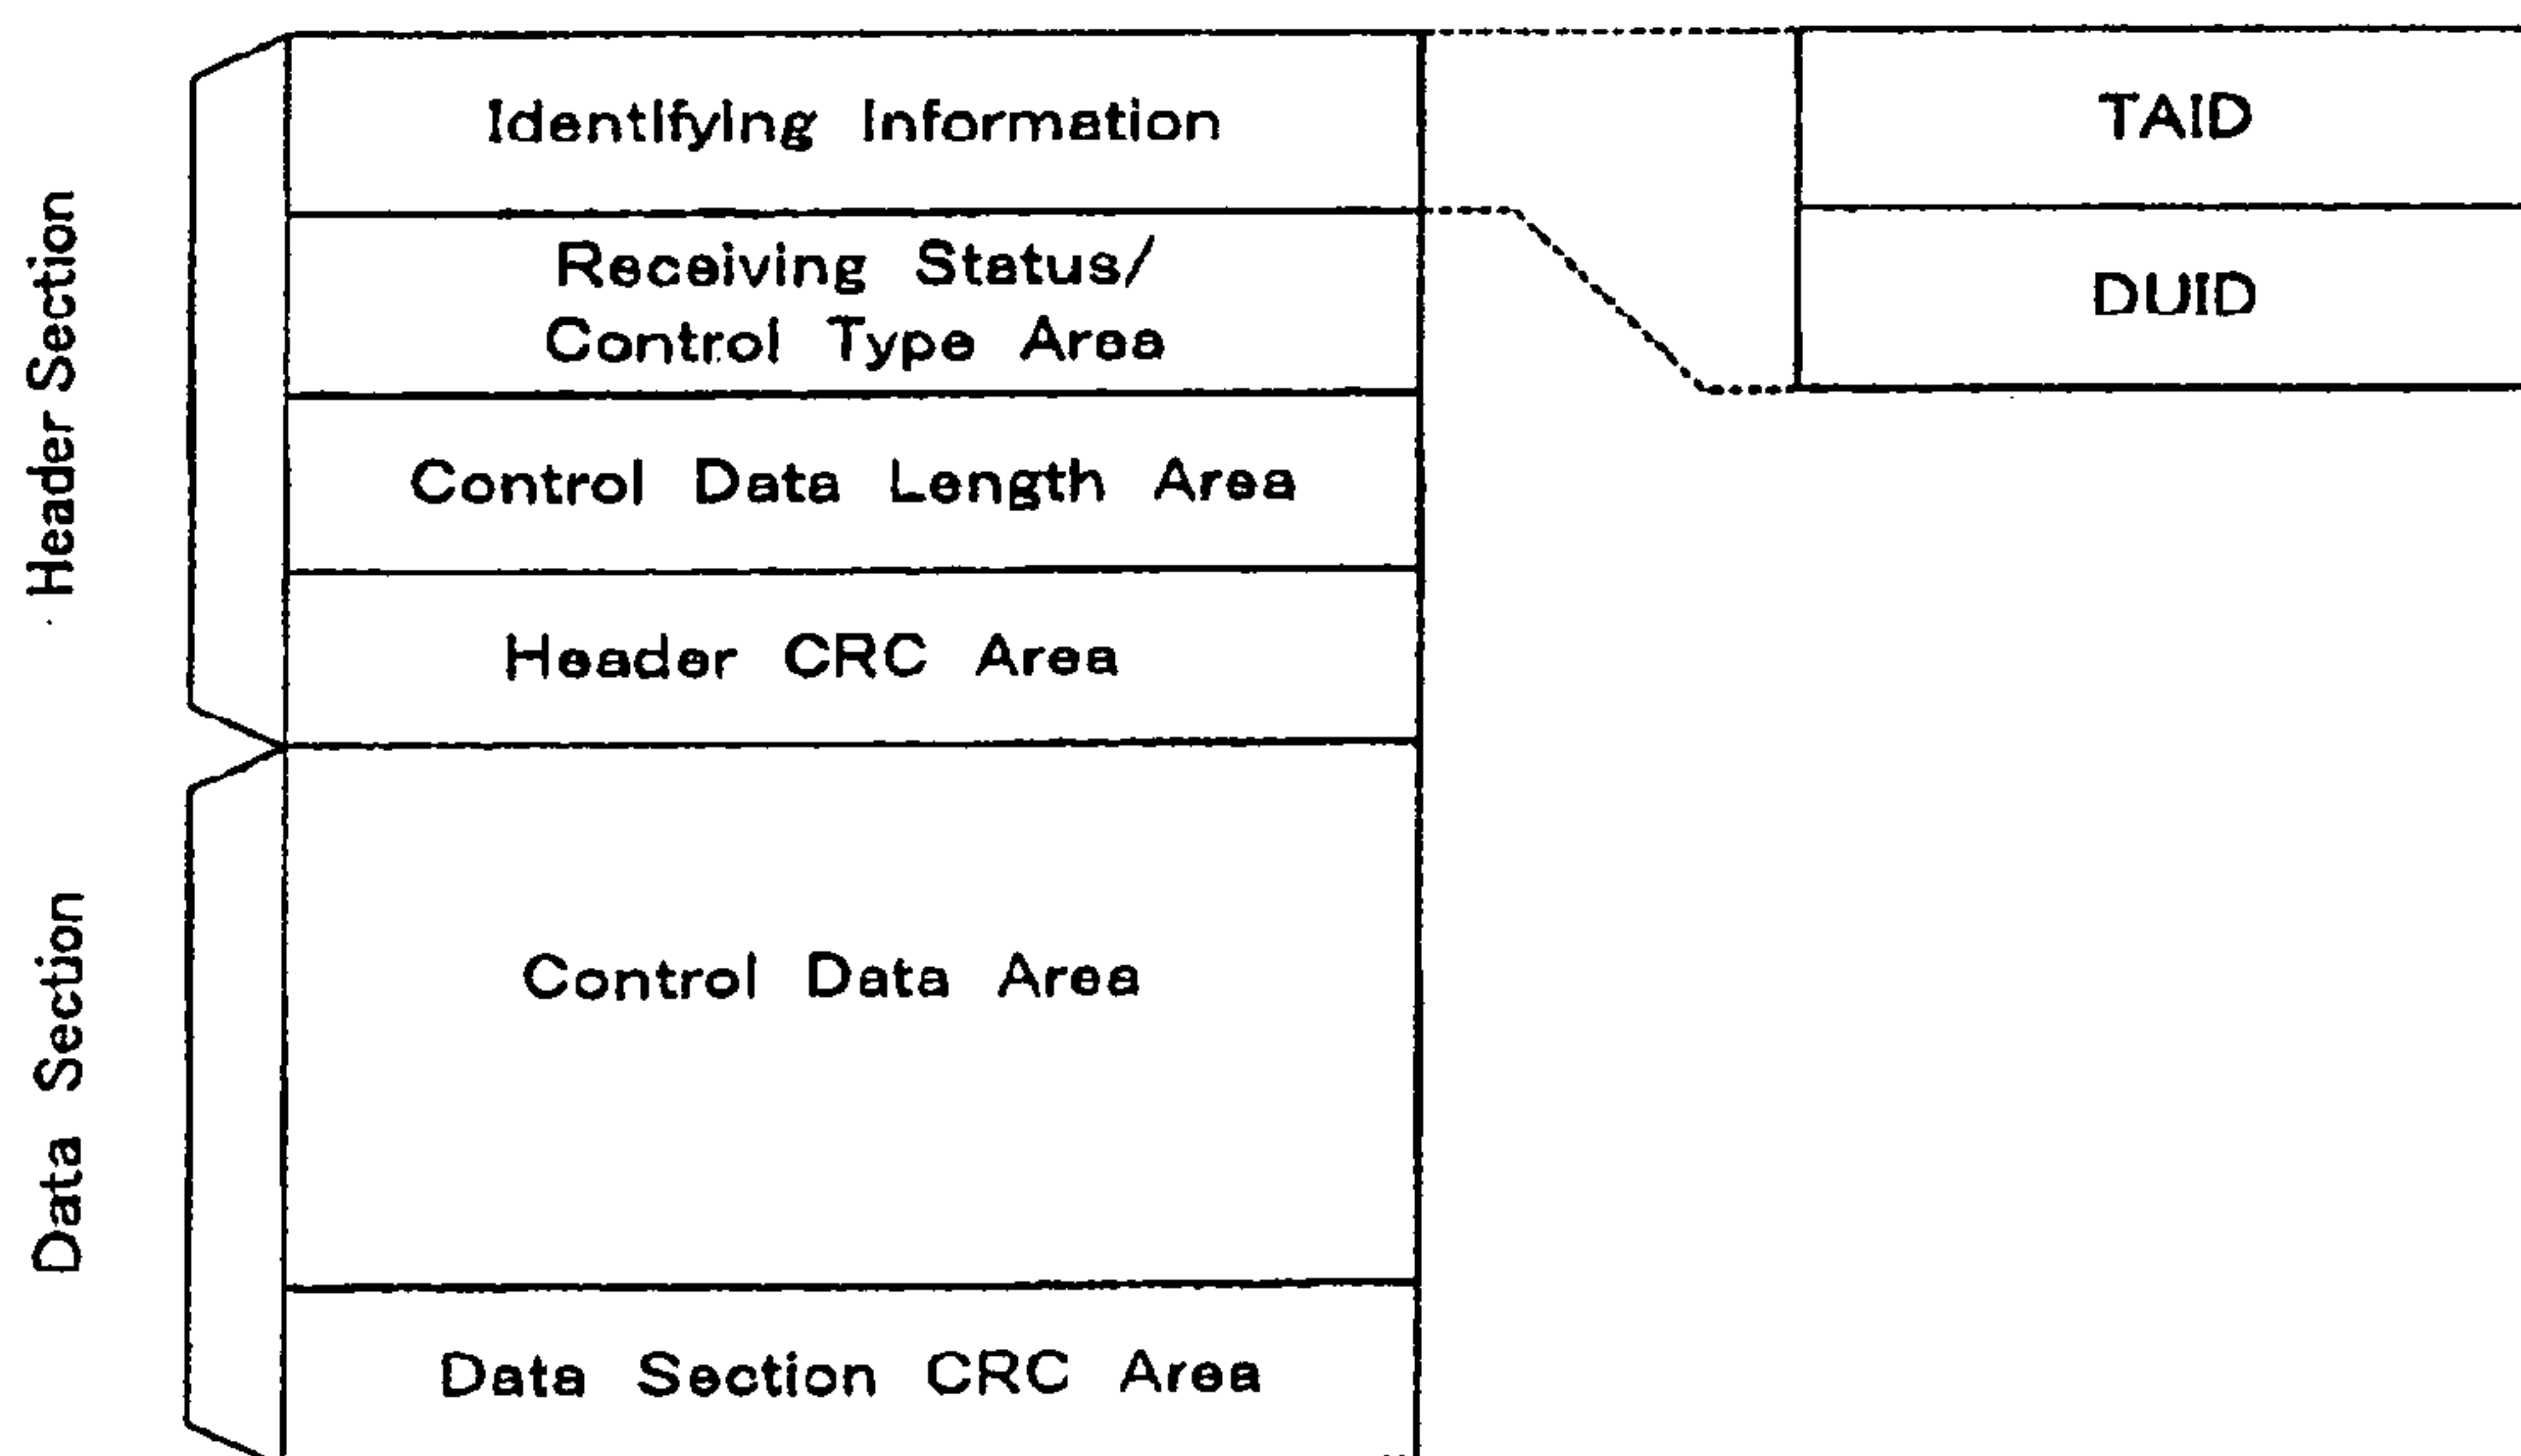 Header Section
Identifying Information
Receiving Status/
Control Type Area
Control Data Length Area
Header CRC Area
TAID
DUID
Data Section
Control Data Area
Data Section CRC Area